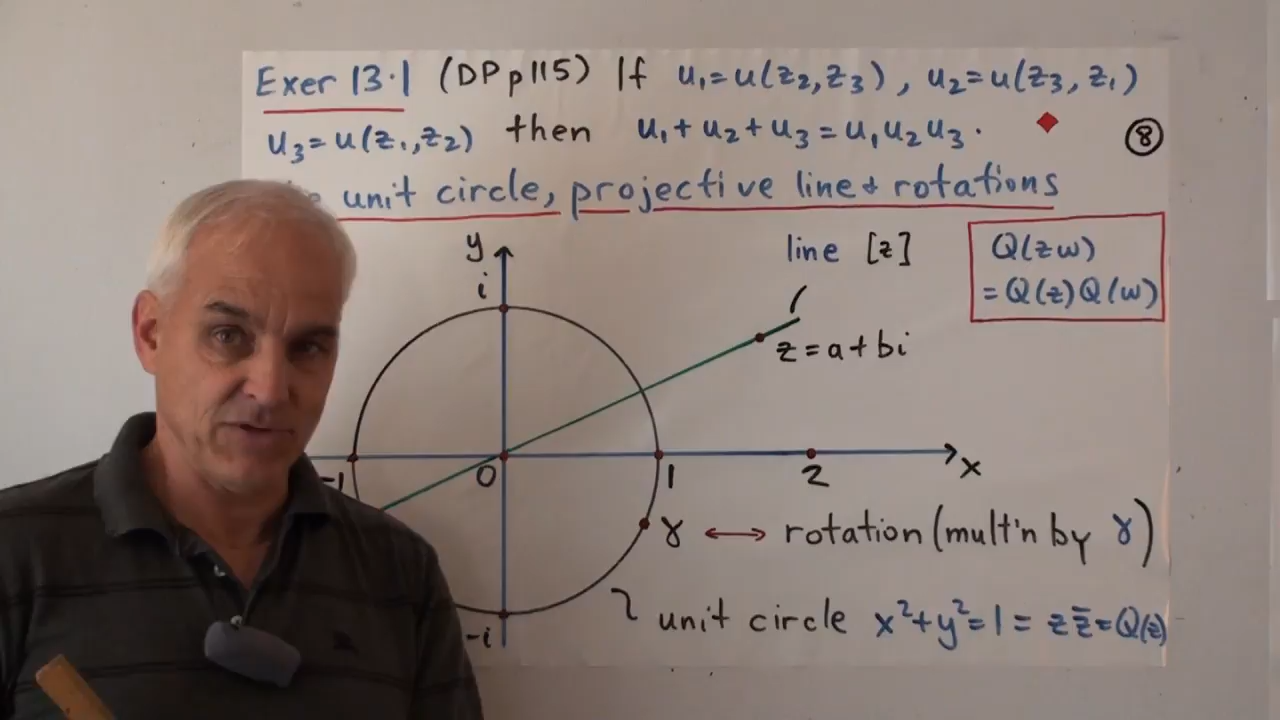 Exer 13·1 (DP p115) If u₁=u(z₂,z₃), u₂=u(z₃,z₁)
u₃=u(z₁,z₂) then u₁+u₂+u₃=u₁u₂u₃.
8
unit circle, projective line & rotations
y
i
line [z]
Q(zw)
=Q(z)Q(w)
z=a+bi
-1
0
1
2
x
γ ↔ rotation (mult'n by γ)
unit circle x²+y²=1=zz̄=Q(z)
-i